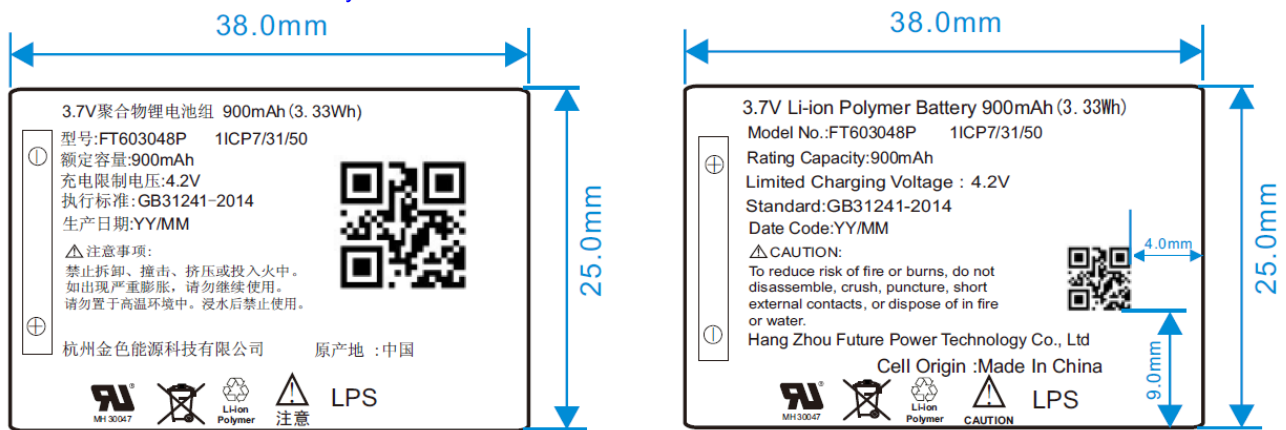 38.0mm
3.7V聚合物锂电池组 900mAh(3.33Wh)
型号:FT603048P 1ICP7/31/50
额定容量:900mAh
充电限制电压:4.2V
执行标准:GB31241-2014
生产日期:YY/MM
注意事项:
禁止拆卸、撞击、挤压或投入火中。
如出现严重膨胀，请勿继续使用。
请勿置于高温环境中。浸水后禁止使用。
杭州金色能源科技有限公司 原产地 :中国
MH 30047
Li-ion
Polymer
注意
LPS
25.0mm
38.0mm
3.7V Li-ion Polymer Battery 900mAh(3.33Wh)
Model No.:FT603048P 1ICP7/31/50
Rating Capacity:900mAh
Limited Charging Voltage : 4.2V
Standard:GB31241-2014
Date Code:YY/MM
CAUTION:
To reduce risk of fire or burns, do not
disassemble, crush, puncture, short
external contacts, or dispose of in fire
or water.
Hang Zhou Future Power Technology Co., Ltd
Cell Origin :Made In China
MH 30047
Li-ion
Polymer
CAUTION
LPS
4.0mm
9.0mm
25.0mm